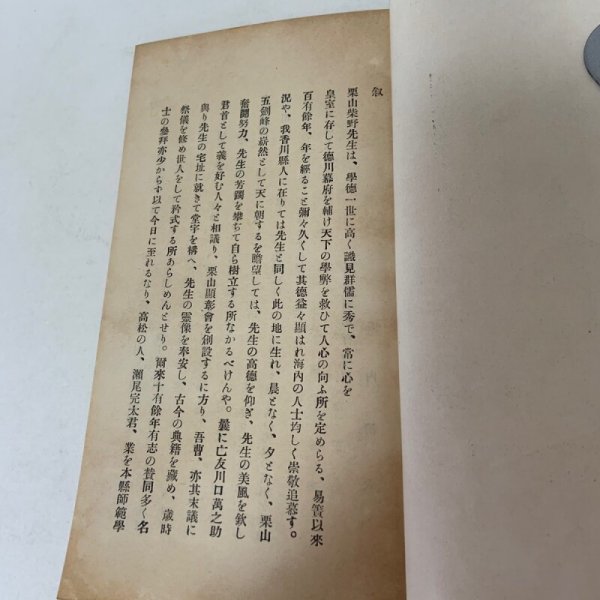 叙
栗山柴野先生は、學德一世に高く識見群儒に秀で、常に心を
皇室に存して德川幕府を輔け天下の學弊を救ひて人心の向ふ所を定めらる、易簀以來
百有餘年、年を經ること彌々久くして其德益々顯はれ海內の人士均しく崇敬追慕す。
況や、我香川縣人に在りては先生と同しく此の地に生れ、晨となく、夕となく、栗山
五劍峰の崭然として天に朝するを瞻望しては、先生の高德を仰ぎ、先生の美風を欽し
奮鬪努力、先生の芳躅を攀ぢて自ら樹立する所なかるべけんや。曩に亡友川口萬之助
君首として義を好む人々と相議り、栗山顯彰會を創設するに方り、吾曹、亦其末議に
與り先生の宅址に就きて堂宇を構へ、先生の靈像を奉安し、古今の典籍を藏め、歲時
祭儀を修め世人をして矜式する所あらしめんとせり。爾來十有餘年有志の賛同多く名
士の參拜亦少からず以て今日に至れるなり、高松の人、瀨尾完太君、業を本縣師範學